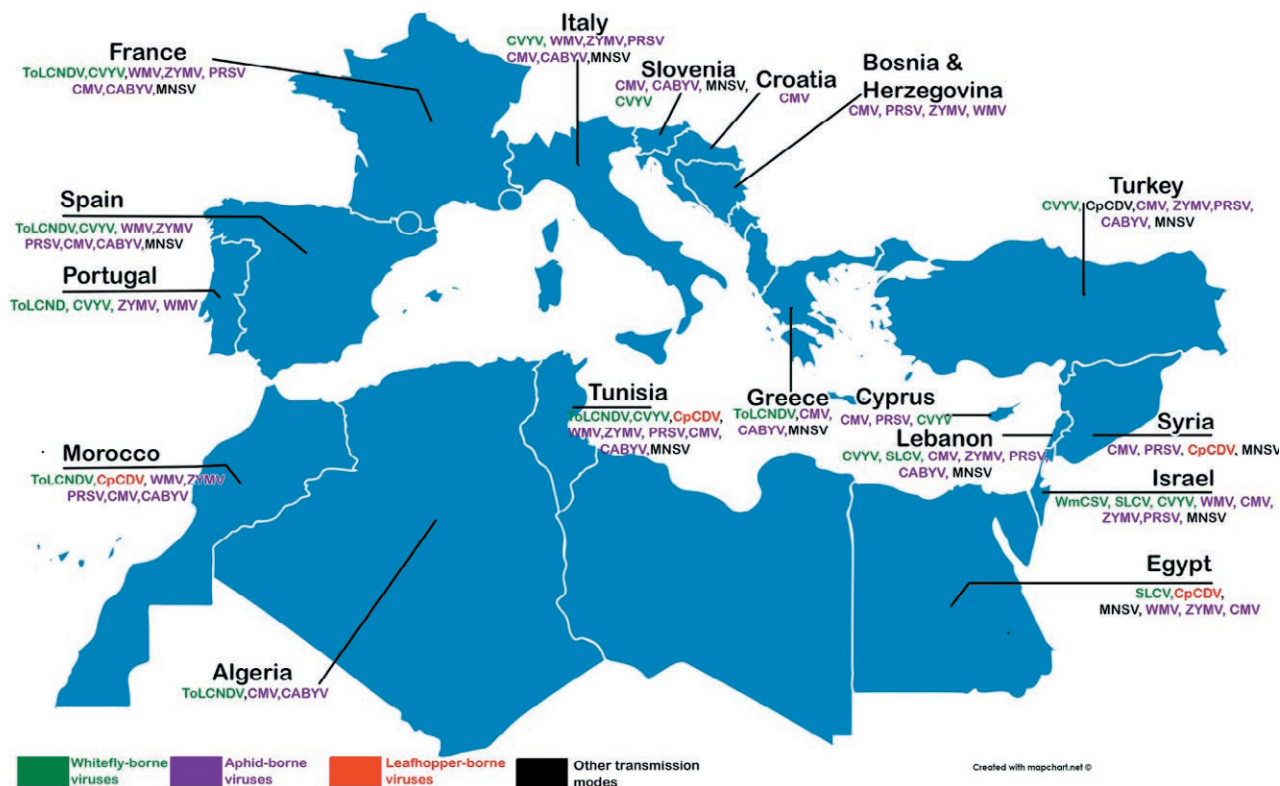 France
ToLCNDV,CVYV,WMV,ZYMV, PRSV
CMV,CABYV,MNSV
Italy
CVYV, WMV,ZYMV,PRSV
CMV,CABYV,MNSV
Slovenia
CMV, CABYV, MNSV,
CVYV
Croatia
CMV
Bosnia &
Herzegovina
CMV, PRSV, ZYMV, WMV
Spain
ToLCNDV,CVYV, WMV,ZYMV
PRSV,CMV,CABYV,MNSV
Portugal
ToLCND, CVYV, ZYMV, WMV
Turkey
CVYV, CpCDV,CMV, ZYMV,PRSV,
CABYV, MNSV
Tunisia
ToLCNDV,CVYV,CpCDV,
WMV,ZYMV, PRSV,CMV,
CABYV,MNSV
Greece
ToLCNDV,CMV,
CABYV,MNSV
Cyprus
CMV, PRSV, CVYV
Lebanon
CVYV, SLCV, CMV, ZYMV, PRSV,
CABYV, MNSV
Syria
CMV, PRSV, CpCDV, MNSV
Morocco
ToLCNDV,CpCDV, WMV,ZYMV
PRSV,CMV,CABYV
Israel
WmCSV, SLCV, CVYV, WMV, CMV,
ZYMV,PRSV, MNSV
Egypt
SLCV,CpCDV,
MNSV, WMV, ZYMV, CMV
Algeria
ToLCNDV,CMV,CABYV
Whitefly-borne
viruses
Aphid-borne
viruses
Leafhopper-borne
viruses
Other transmission
modes
Created with mapchart.net ©